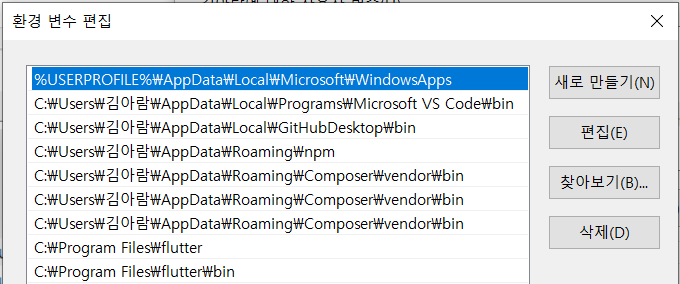 환경 변수 편집
%USERPROFILE%₩AppData₩Local₩Microsoft₩WindowsApps
C:₩Users₩김아람₩AppData₩Local₩Programs₩Microsoft VS Code₩bin
C:₩Users₩김아람₩AppData₩Local₩GitHubDesktop₩bin
C:₩Users₩김아람₩AppData₩Roaming₩npm
C:₩Users₩김아람₩AppData₩Roaming₩Composer₩vendor₩bin
C:₩Users₩김아람₩AppData₩Roaming₩Composer₩vendor₩bin
C:₩Users₩김아람₩AppData₩Roaming₩Composer₩vendor₩bin
C:₩Program Files₩flutter
C:₩Program Files₩flutter₩bin
새로 만들기(N)
편집(E)
찾아보기(B)...
삭제(D)